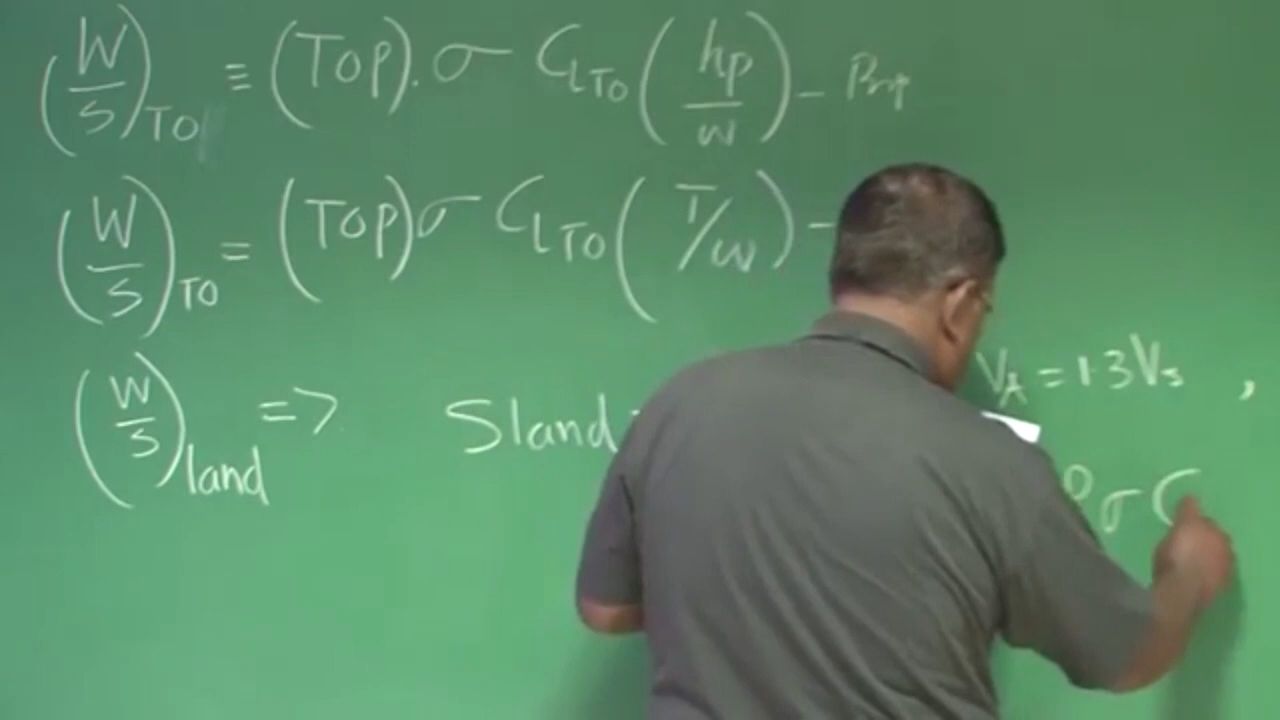 (W/S)TO ≡ (TOP). σ CLTO (hp/w) - Prop
(W/S)TO = (TOP) σ CLTO (T/W) -
(W/S)land => Sland VA = 1.3Vs ,
ρ σ C